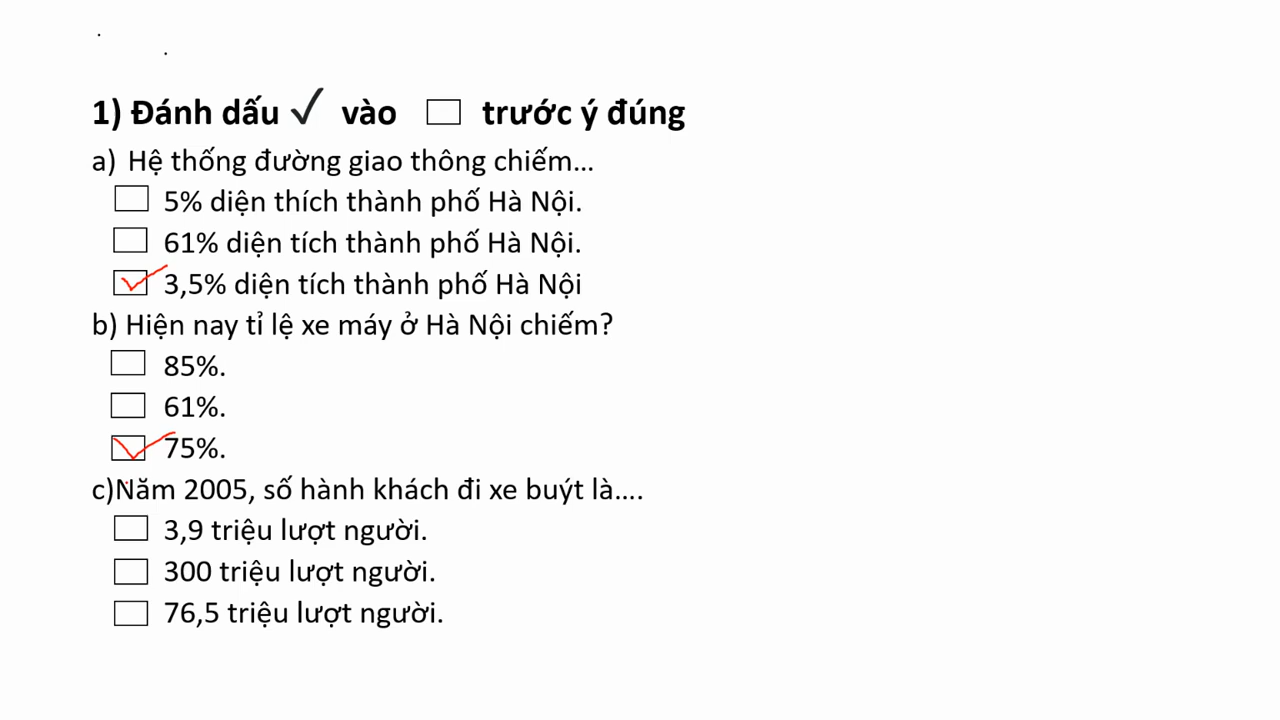 1) Đánh dấu ✓ vào ☐ trước ý đúng
a) Hệ thống đường giao thông chiếm...
☐ 5% diện thích thành phố Hà Nội.
☐ 61% diện tích thành phố Hà Nội.
☑ 3,5% diện tích thành phố Hà Nội
b) Hiện nay tỉ lệ xe máy ở Hà Nội chiếm?
☐ 85%.
☐ 61%.
☑ 75%.
c)Năm 2005, số hành khách đi xe buýt là....
☐ 3,9 triệu lượt người.
☐ 300 triệu lượt người.
☐ 76,5 triệu lượt người.